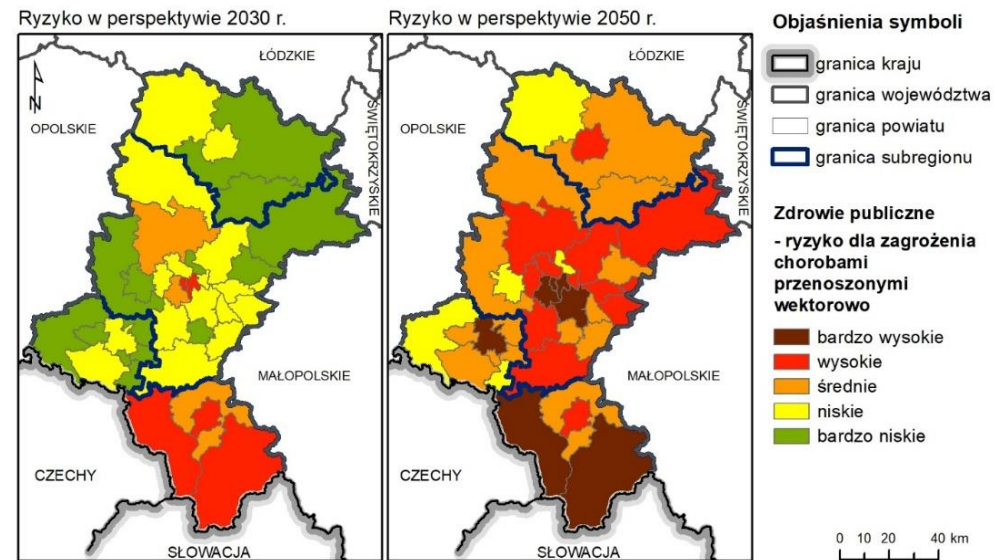 Ryzyko w perspektywie 2030 r.
ŁÓDZKIE
N
OPOLSKIE
ŚWIĘTOKRZYSKIE
MAŁOPOLSKIE
CZECHY
SŁOWACJA
Ryzyko w perspektywie 2050 r.
ŁÓDZKIE
OPOLSKIE
ŚWIĘTOKRZYSKIE
MAŁOPOLSKIE
CZECHY
SŁOWACJA
Objaśnienia symboli
granica kraju
granica województwa
granica powiatu
granica subregionu
Zdrowie publiczne
- ryzyko dla zagrożenia
chorobami
przenoszonymi
wektorowo
bardzo wysokie
wysokie
średnie
niskie
bardzo niskie
0 10 20 40 km